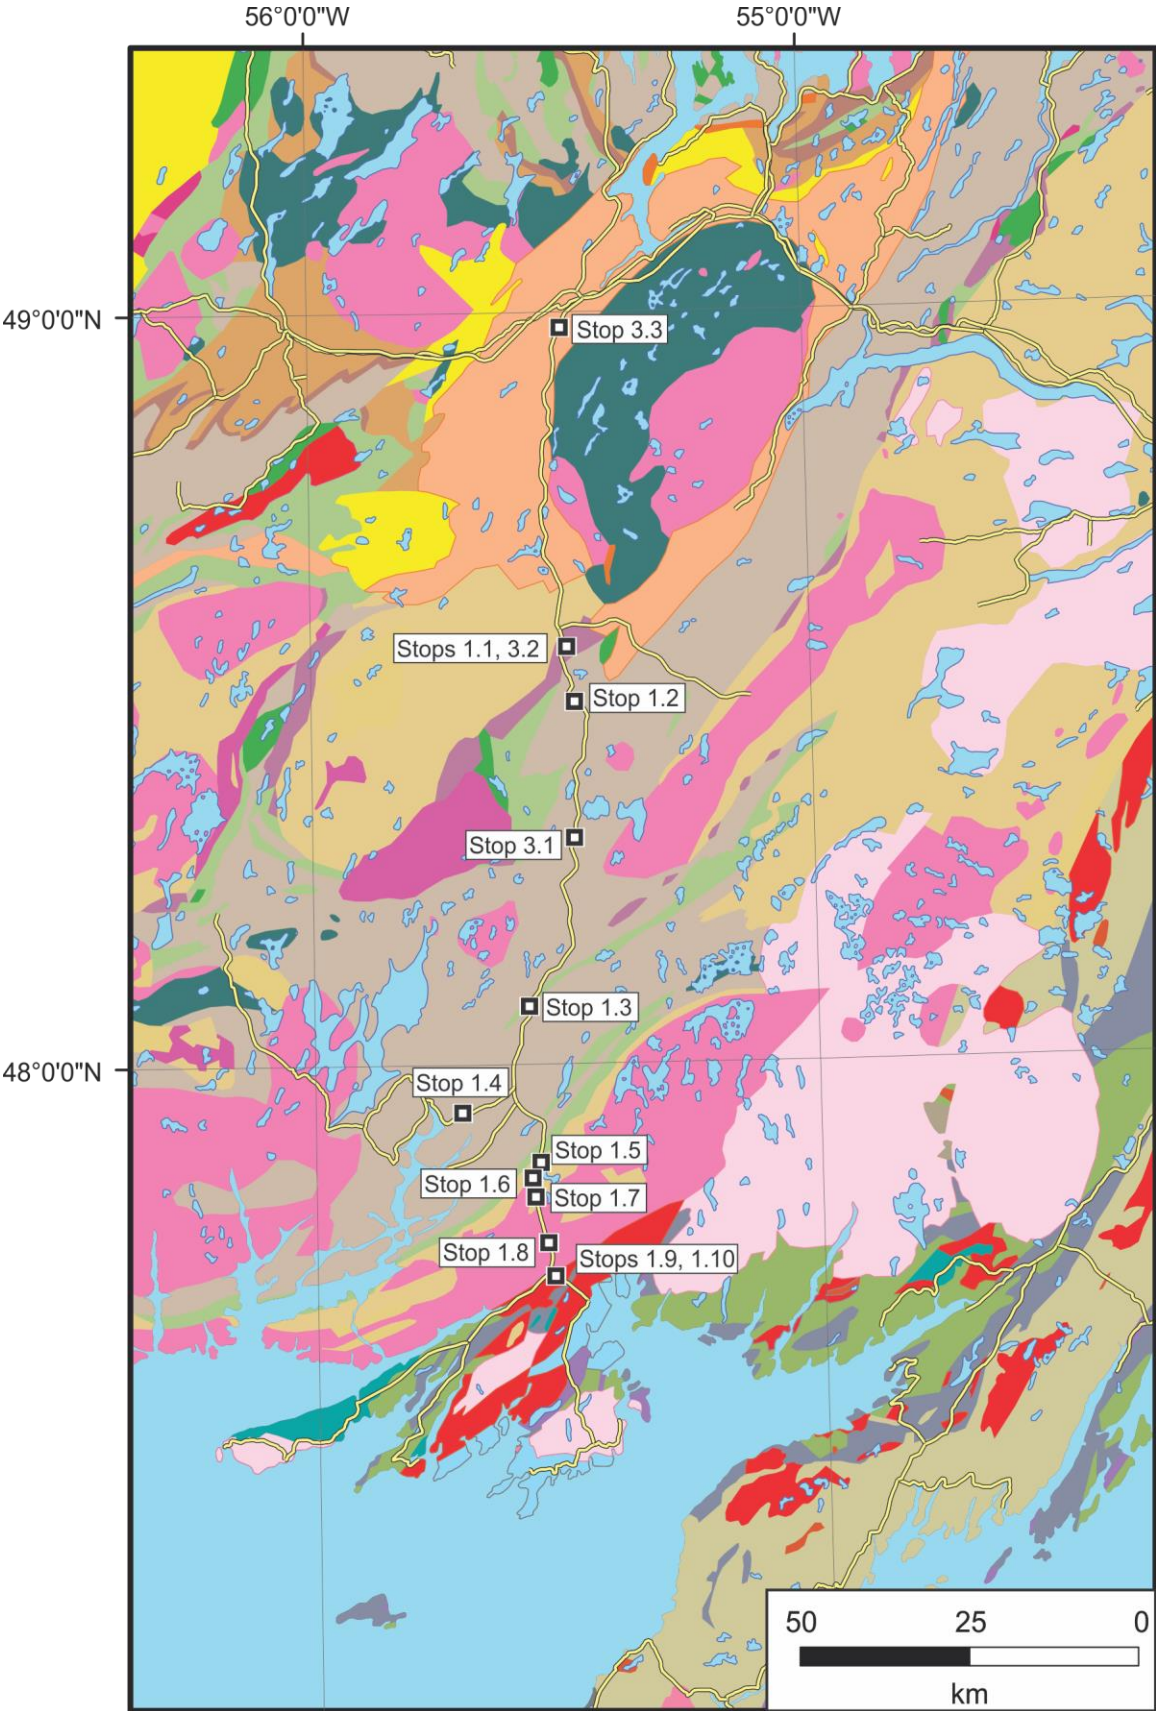 56°0'0"W
55°0'0"W
49°0'0"N
Stop 3.3
Stops 1.1, 3.2
Stop 1.2
Stop 3.1
Stop 1.3
48°0'0"N
Stop 1.4
Stop 1.5
Stop 1.6
Stop 1.7
Stop 1.8
Stops 1.9, 1.10
50 25 0
km